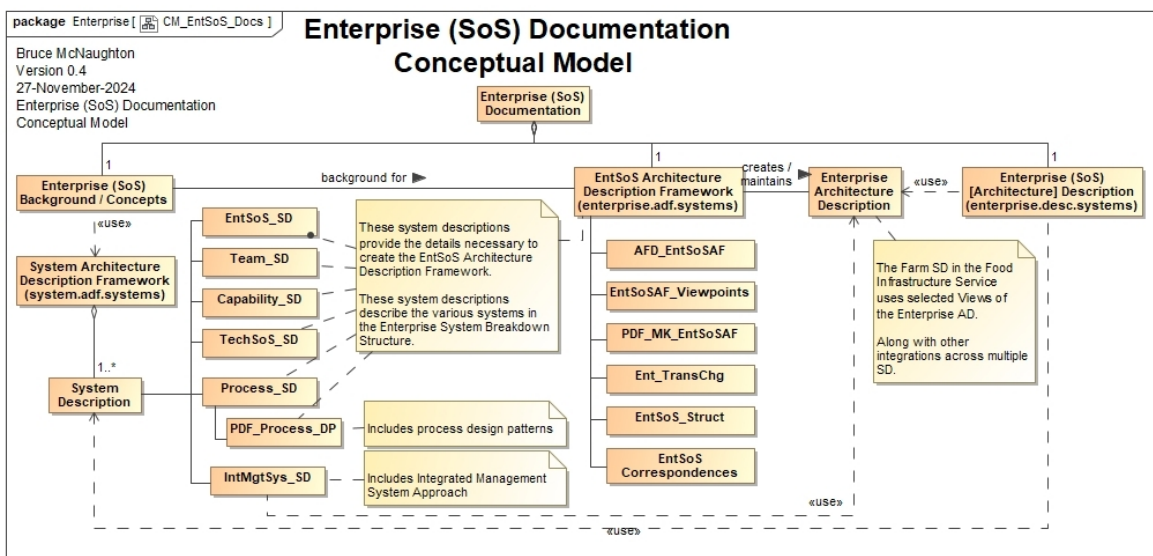 package Enterprise [ CM_EntSoS_Docs ]
Enterprise (SoS) Documentation
Conceptual Model
Bruce McNaughton
Version 0.4
27-November-2024
Enterprise (SoS) Documentation
Conceptual Model
Enterprise (SoS)
Documentation
1
1
1
Enterprise (SoS)
Background / Concepts
background for
EntSoS Architecture
Description Framework
(enterprise.adf.systems)
creates /
maintains
Enterprise
Architecture
Description
«use»
Enterprise (SoS)
[Architecture] Description
(enterprise.desc.systems)
«use»
System Architecture
Description Framework
(system.adf.systems)
1..*
System
Description
EntSoS_SD
Team_SD
Capability_SD
TechSoS_SD
Process_SD
PDF_Process_DP
IntMgtSys_SD
These system descriptions
provide the details necessary to
create the EntSoS Architecture
Description Framework.
These system descriptions
describe the various systems in
the Enterprise System Breakdown
Structure.
Includes process design patterns
Includes Integrated Management
System Approach
AFD_EntSoSAF
EntSoSAF_Viewpoints
PDF_MK_EntSoSAF
Ent_TransChg
EntSoS_Struct
EntSoS
Correspondences
The Farm SD in the Food
Infrastructure Service
uses selected Views of
the Enterprise AD.
Along with other
integrations across multiple
SD.
«use»
«use»